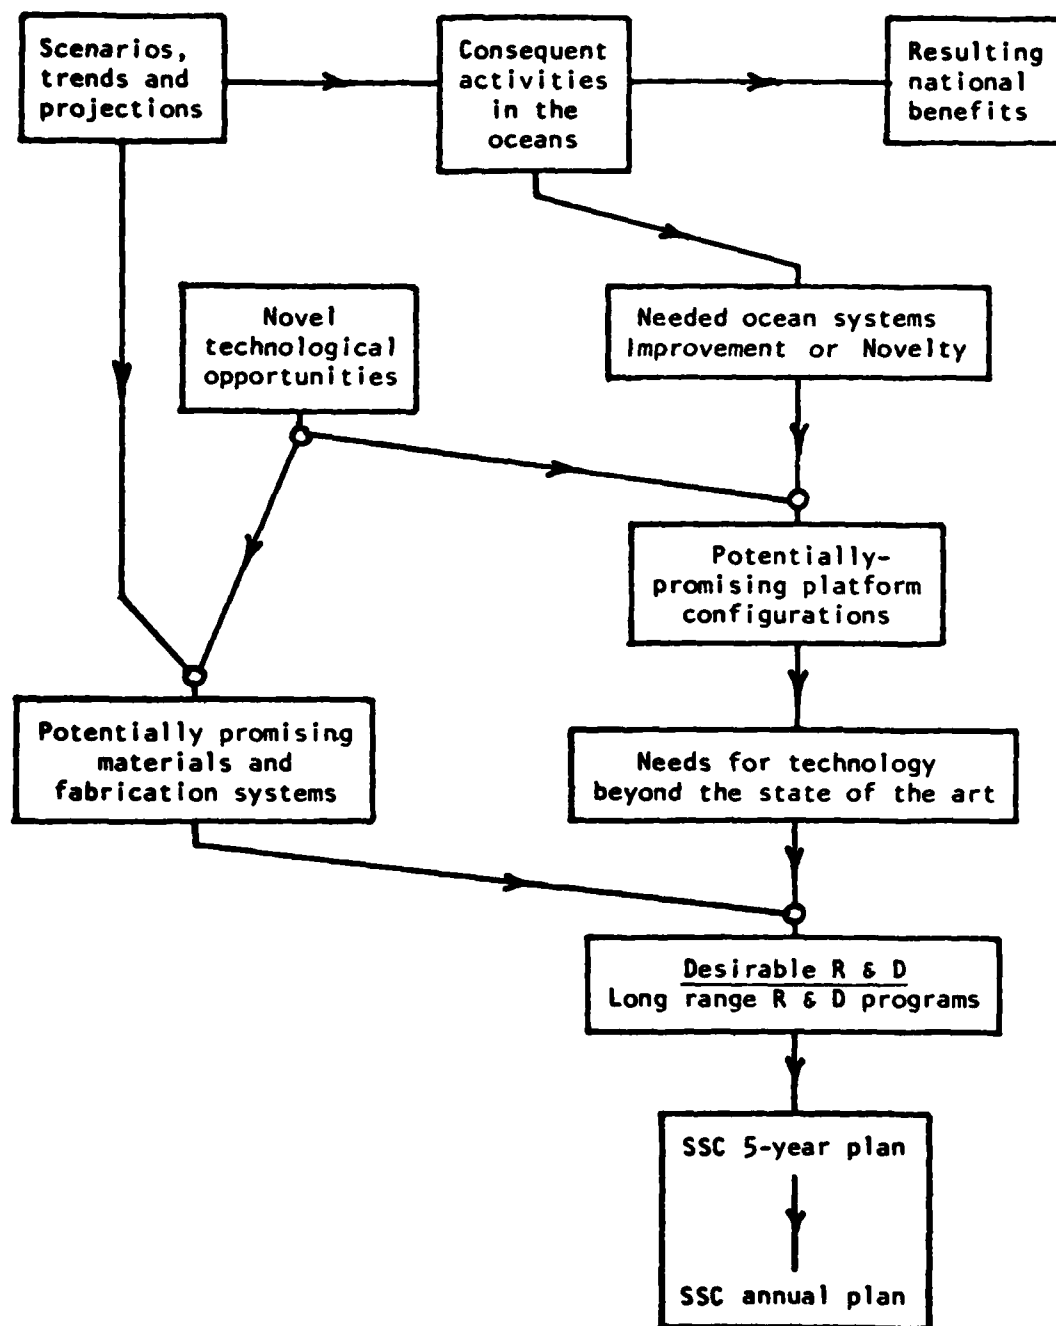 Scenarios,
trends and
projections
Consequent
activities
in the
oceans
Resulting
national
benefits
Novel
technological
opportunities
Needed ocean systems
Improvement or Novelty
Potentially-
promising platform
configurations
Potentially promising
materials and
fabrication systems
Needs for technology
beyond the state of the art
Desirable R & D
Long range R & D programs
SSC 5-year plan
SSC annual plan